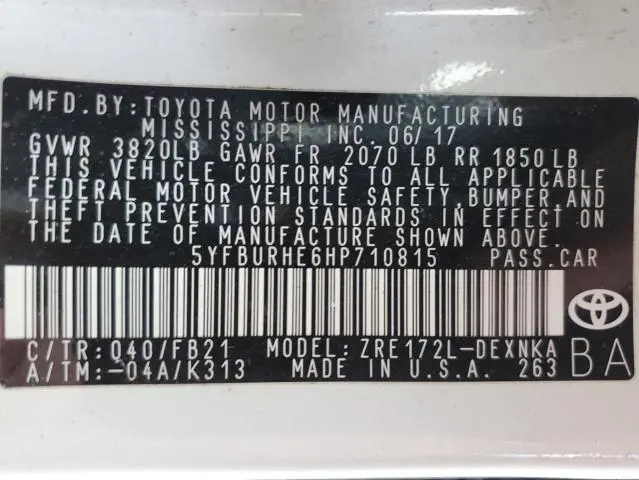 MFD. BY: TOYOTA MOTOR MANUFACTURING
MISSISSIPPI INC. 06/17
GVWR 3820LB GAWR FR 2070 LB RR 1850 LB
THIS VEHICLE CONFORMS TO ALL APPLICABLE
FEDERAL MOTOR VEHICLE SAFETY, BUMPER, AND
THEFT PREVENTION STANDARDS IN EFFECT ON
THE DATE OF MANUFACTURE SHOWN ABOVE.
5YFBURHE6HP710815 PASS. CAR
C/TR: 040/FB21 MODEL: ZRE172L-DEXNKA
A/TM: -04A/K313 MADE IN U.S.A. 263
BA